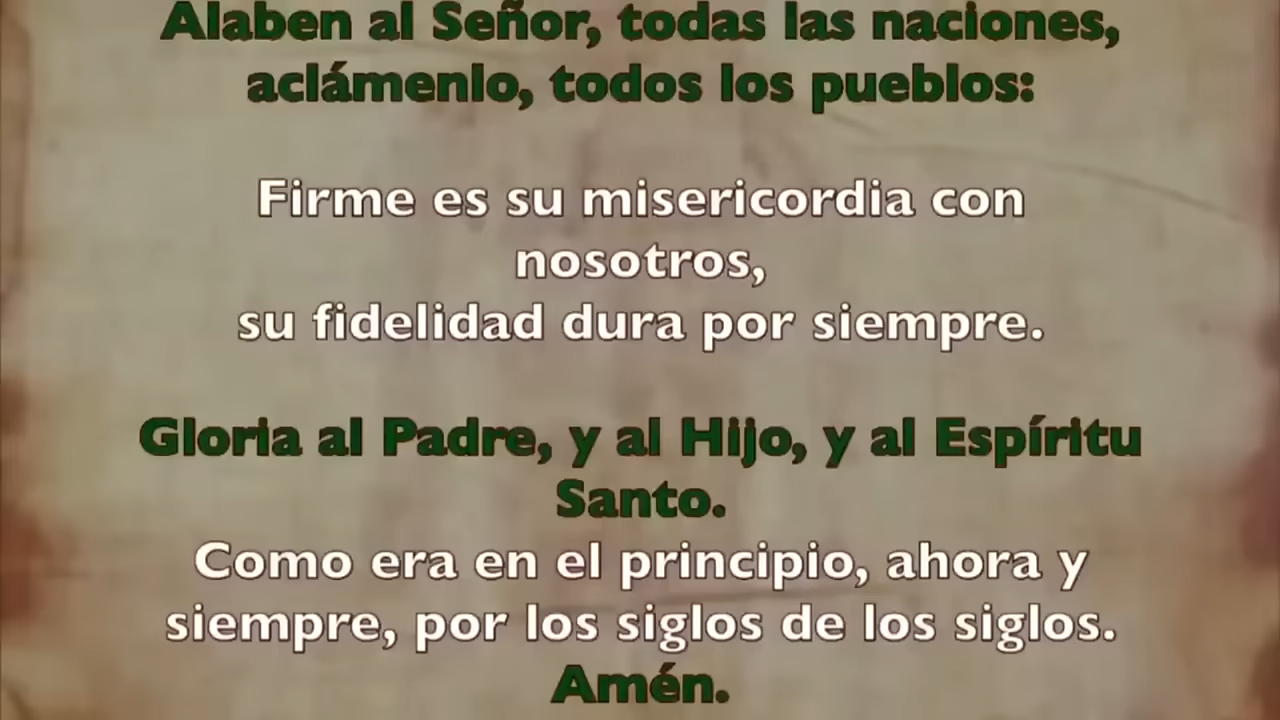 Alaben al Señor, todas las naciones,
aclámenlo, todos los pueblos:
Firme es su misericordia con
nosotros,
su fidelidad dura por siempre.
Gloria al Padre, y al Hijo, y al Espíritu
Santo.
Como era en el principio, ahora y
siempre, por los siglos de los siglos.
Amén.